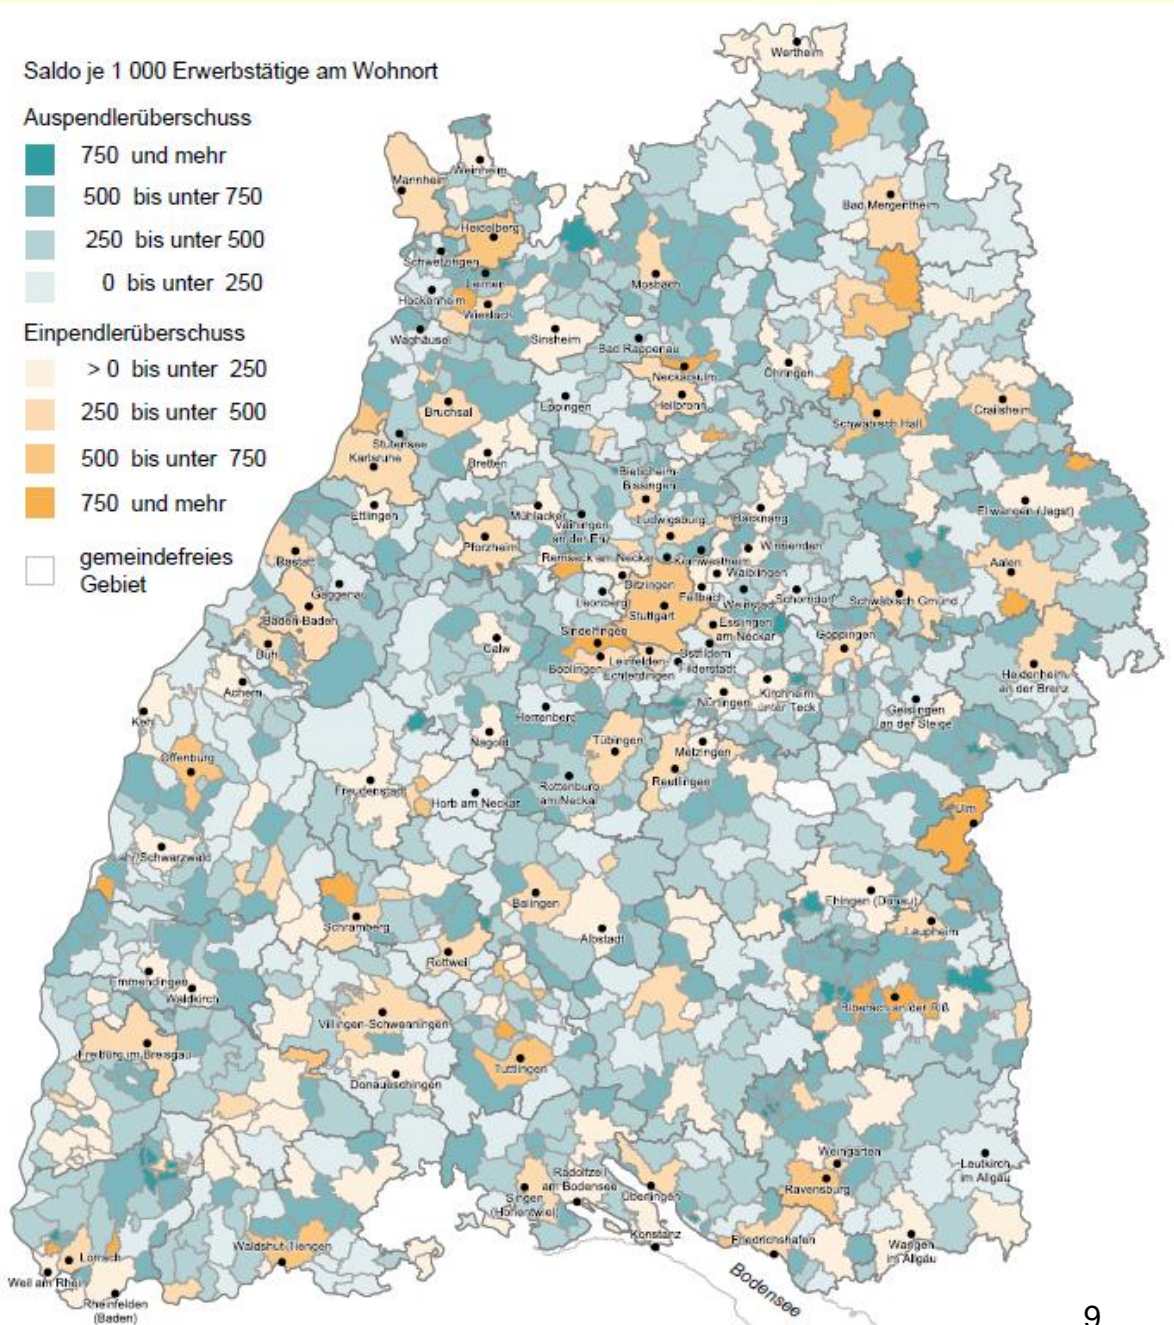 Saldo je 1 000 Erwerbstätige am Wohnort
Auspendlerüberschuss
750 und mehr
500 bis unter 750
250 bis unter 500
0 bis unter 250
Einpendlerüberschuss
> 0 bis unter 250
250 bis unter 500
500 bis unter 750
750 und mehr
gemeindefreies
Gebiet
Wertheim
Weinheim
Mannheim
Bad Mergentheim
Heidelberg
Schwetzingen
Leimen
Mosbach
Hockenheim
Wiesloch
Waghäusel
Sinsheim
Bad Rappenau
Neckarsulm
Öhringen
Bruchsal
Eppingen
Heilbronn
Schwäbisch Hall
Crailsheim
Stutensee
Karlsruhe
Bretten
Bietigheim-
Bissingen
Ettlingen
Mühlacker
Vaihingen
an der Enz
Ludwigsburg
Backnang
Ellwangen (Jagst)
Pforzheim
Remseck am Neckar
Kornwestheim
Winnenden
Rastatt
Ditzingen
Waiblingen
Aalen
Gaggenau
Leonberg
Fellbach
Weinstadt
Schorndorf
Schwäbisch Gmünd
Baden-Baden
Stuttgart
Esslingen
am Neckar
Göppingen
Sindelfingen
Bühl
Calw
Böblingen
Leinfelden-
Echterdingen
Ostfildern
Filderstadt
Heidenheim
an der Brenz
Achern
Kirchheim
unter Teck
Nürtingen
Geislingen
an der Steige
Kehl
Herrenberg
Nagold
Tübingen
Metzingen
Offenburg
Reutlingen
Freudenstadt
Horb am Neckar
Rottenburg
am Neckar
Ulm
Lahr/Schwarzwald
Balingen
Ehingen (Donau)
Schramberg
Albstadt
Laupheim
Rottweil
Emmendingen
Waldkirch
Biberach an der Riß
Villingen-Schwenningen
Freiburg im Breisgau
Tuttlingen
Donaueschingen
Weingarten
Leutkirch
im Allgäu
Radolfzell
am Bodensee
Ravensburg
Singen
(Hohentwiel)
Überlingen
Konstanz
Friedrichshafen
Wangen
im Allgäu
Waldshut-Tiengen
Lörrach
Weil am Rhein
Rheinfelden
(Baden)
Bodensee
9